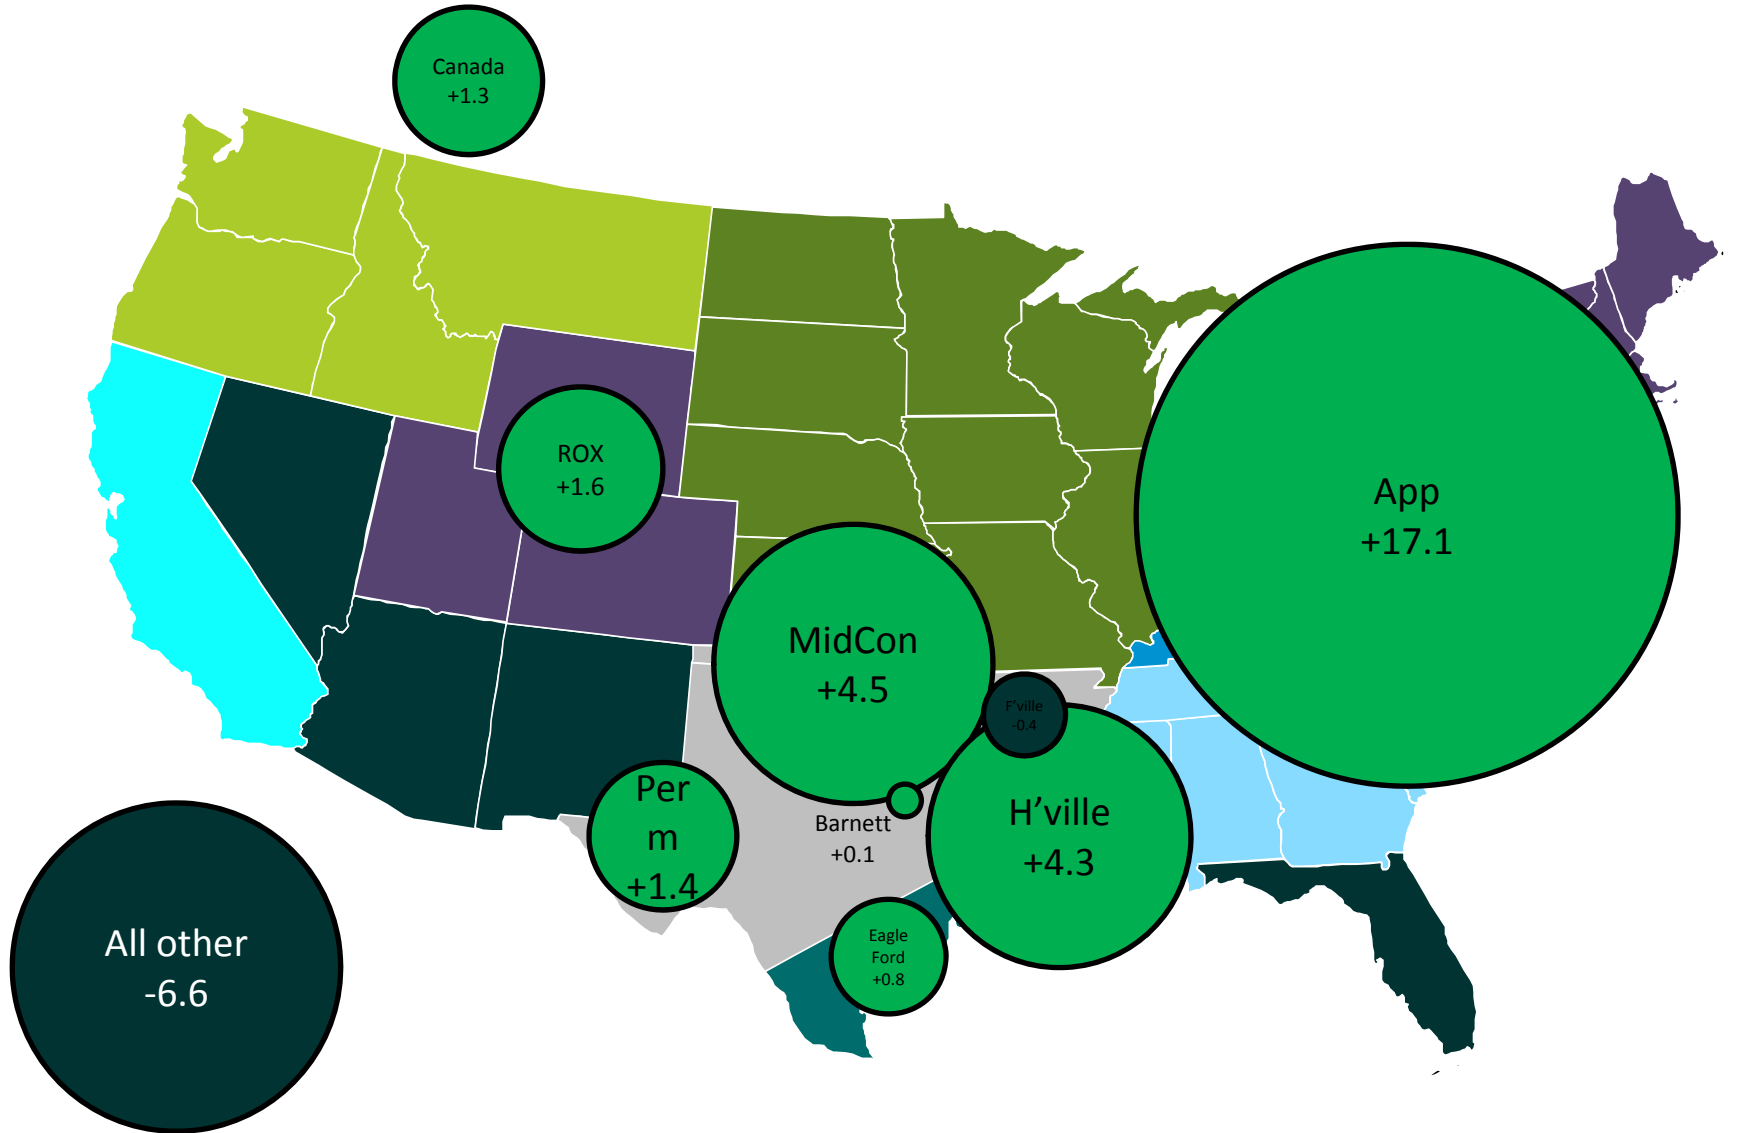 Canada
+1.3
ROX
+1.6
App
+17.1
MidCon
+4.5
F'ville
-0.4
Per
m
+1.4
Barnett
+0.1
H’ville
+4.3
Eagle
Ford
+0.8
All other
-6.6